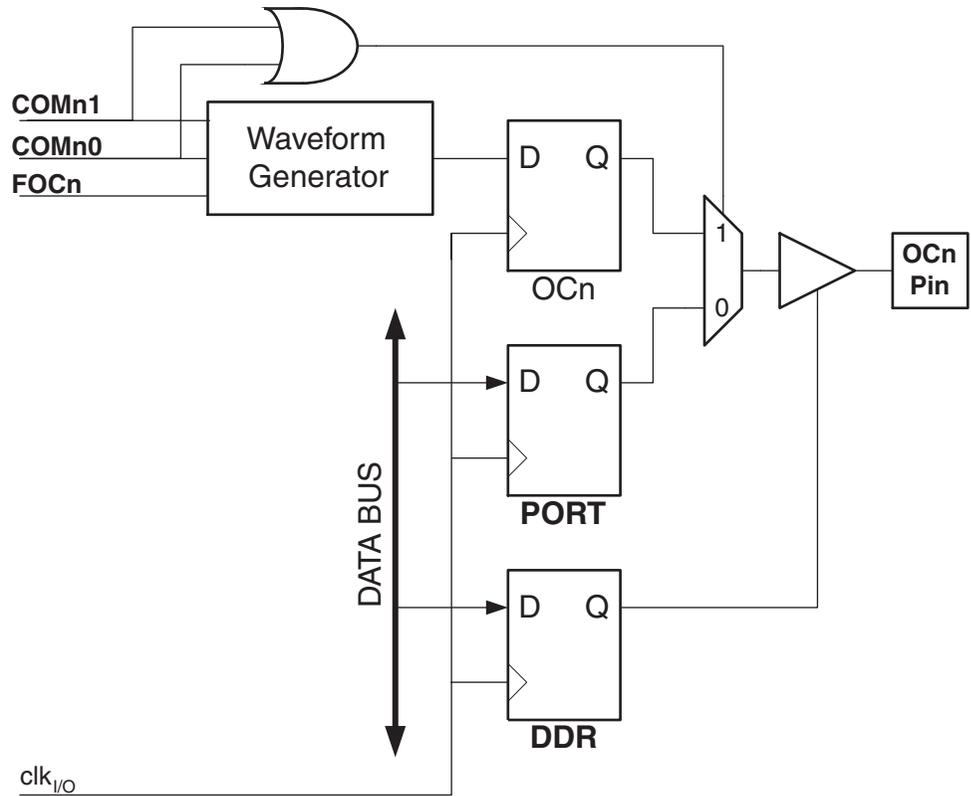 COMn1
COMn0
FOCn
Waveform
Generator
D Q
OCn
1
0
OCn
Pin
D Q
PORT
DATA BUS
D Q
DDR
clkI/O